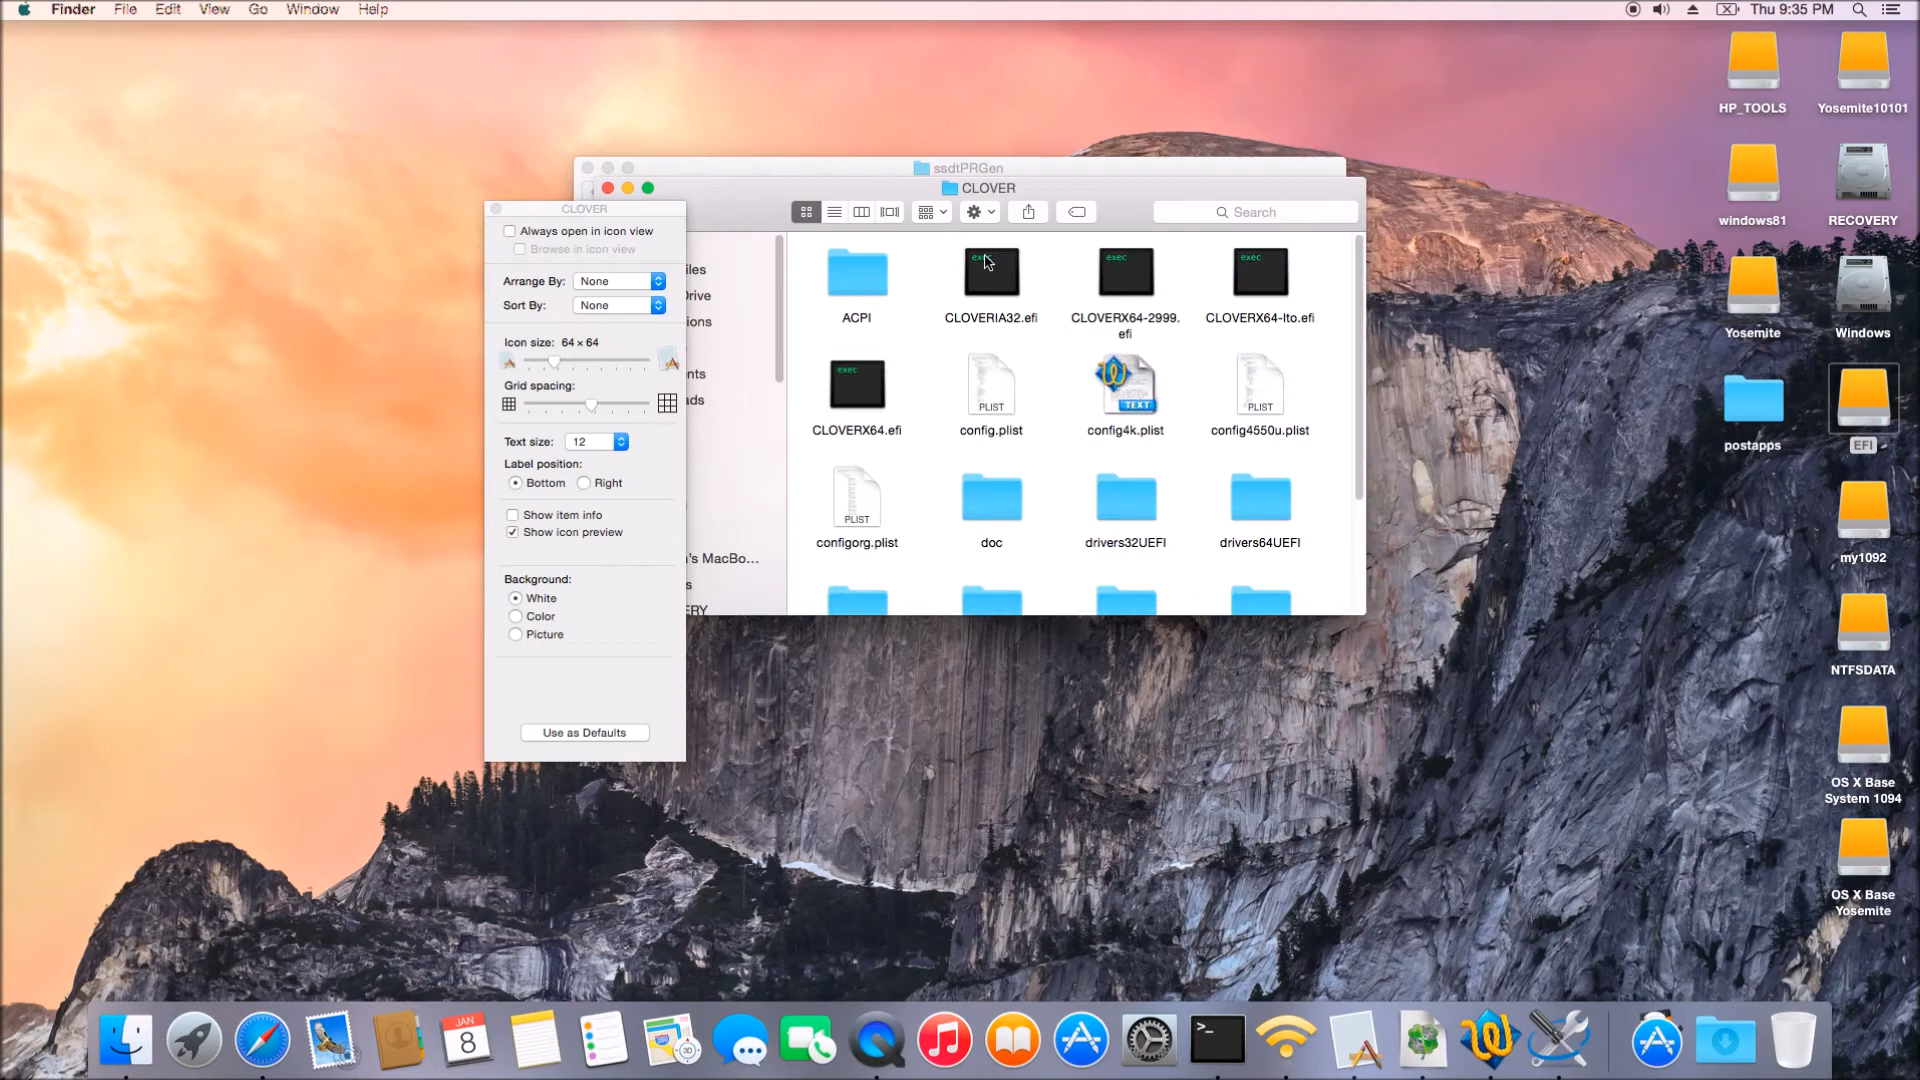 Finder File Edit View Go Window Help
Thu 9:35 PM
HP_TOOLS
Yosemite10101
windows81
RECOVERY
Yosemite
Windows
postapps
EFI
my1092
NTFSDATA
OS X Base
System 1094
OS X Base
Yosemite
ssdtPRGen
CLOVER
Search
iles
Drive
ions
nts
ads
's MacBo...
s
ERY
exec
exec
exec
ACPI
CLOVERIA32.efi
CLOVERX64-2999.
efi
CLOVERX64-lto.efi
exec
PLIST
TEXT
PLIST
CLOVERX64.efi
config.plist
config4k.plist
config4550u.plist
PLIST
configorg.plist
doc
drivers32UEFI
drivers64UEFI
CLOVER
Always open in icon view
Browse in icon view
Arrange By: None
Sort By: None
Icon size: 64 × 64
Grid spacing:
Text size: 12
Label position:
Bottom Right
Show item info
Show icon preview
Background:
White
Color
Picture
Use as Defaults
JAN
8